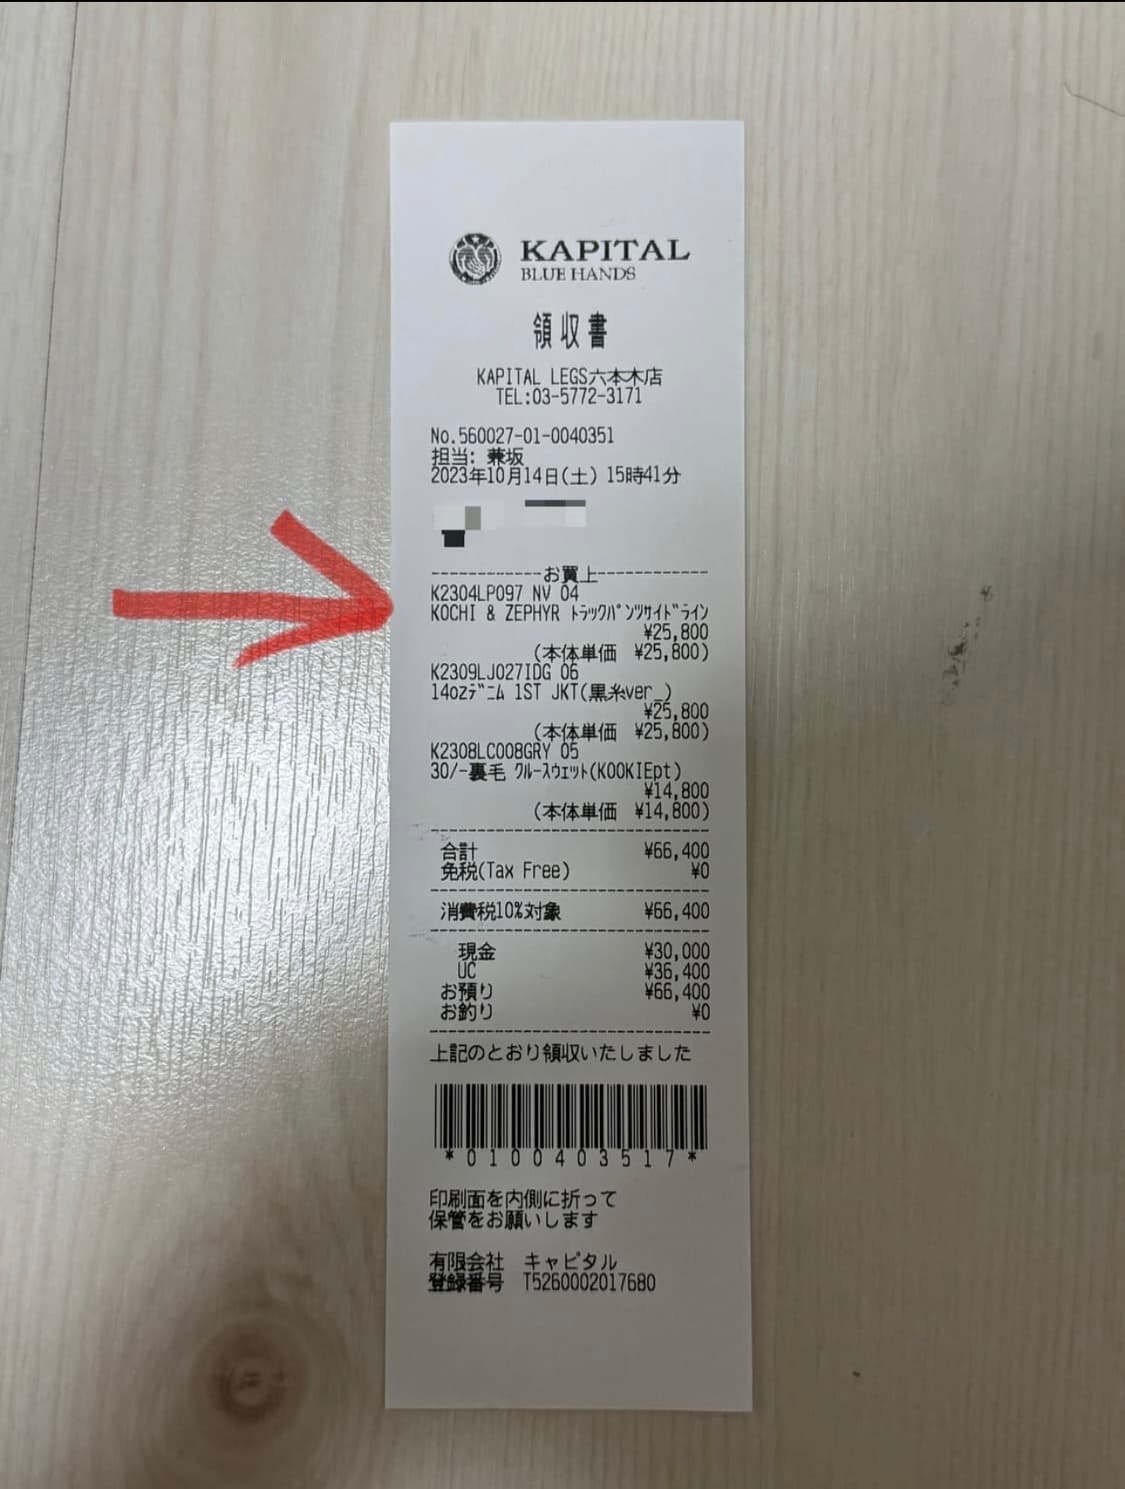 KAPITAL
BLUE HANDS
領収書
KAPITAL LEGS六本木店
TEL:03-5772-3171
No.560027-01-0040351
担当: 兼坂
2023年10月14日(土) 15時41分
------------お買上------------
K2304LP097 NV 04
KOCHI & ZEPHYR ﾄﾗｯｸﾊﾟﾝﾂｻｲﾄﾞﾗｲﾝ
¥25,800
(本体単価 ¥25,800)
K2309LJ027IDG 06
14ozﾃﾞﾆﾑ 1ST JKT(黒糸ver_)
¥25,800
(本体単価 ¥25,800)
K2308LC008GRY 05
30/-裏毛 ｸﾙｰｽｳｪｯﾄ(KOOKIEpt)
¥14,800
(本体単価 ¥14,800)
合計 ¥66,400
免税(Tax Free) ¥0
消費税10%対象 ¥66,400
現金 ¥30,000
UC ¥36,400
お預り ¥66,400
お釣り ¥0
上記のとおり領収いたしました
*0100403517*
印刷面を内側に折って
保管をお願いします
有限会社 キャピタル
登録番号 T5260002017680